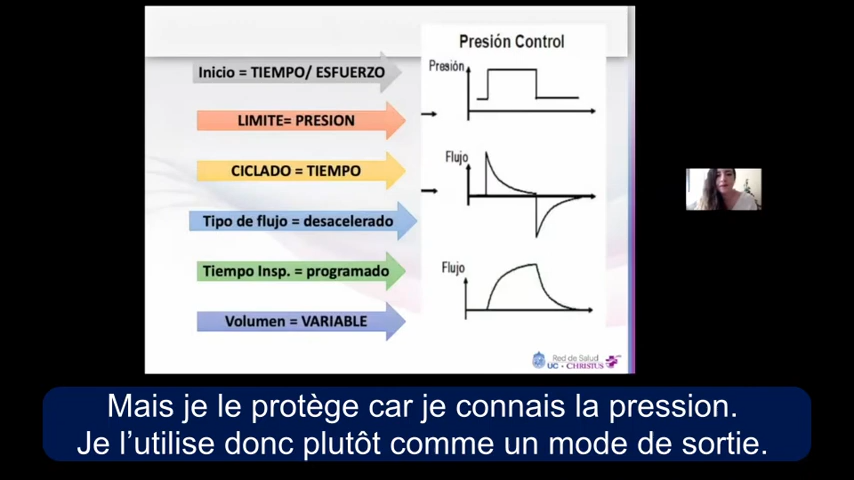 Presión Control
Inicio = TIEMPO/ ESFUERZO
LIMITE= PRESION
CICLADO = TIEMPO
Tipo de flujo = desacelerado
Tiempo Insp. = programado
Volumen = VARIABLE
Presión
Flujo
Flujo
Red de Salud
UC • CHRISTUS
Mais je le protège car je connais la pression.
Je l’utilise donc plutôt comme un mode de sortie.